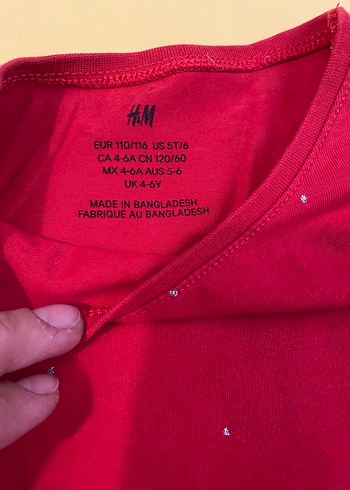 H&M
EUR 110/116 US 5T/6
CA 4-6A CN 120/60
MX 4-6A AUS 5-6
UK 4-6Y
MADE IN BANGLADESH
FABRIQUÉ AU BANGLADESH